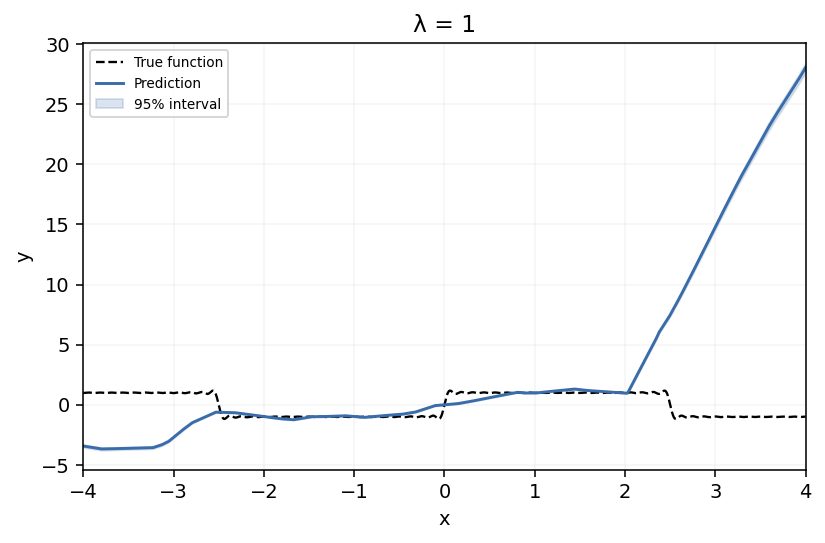 λ = 1
True function
Prediction
95% interval
30
25
20
15
10
5
0
−5
y
−4 −3 −2 −1 0 1 2 3 4
x